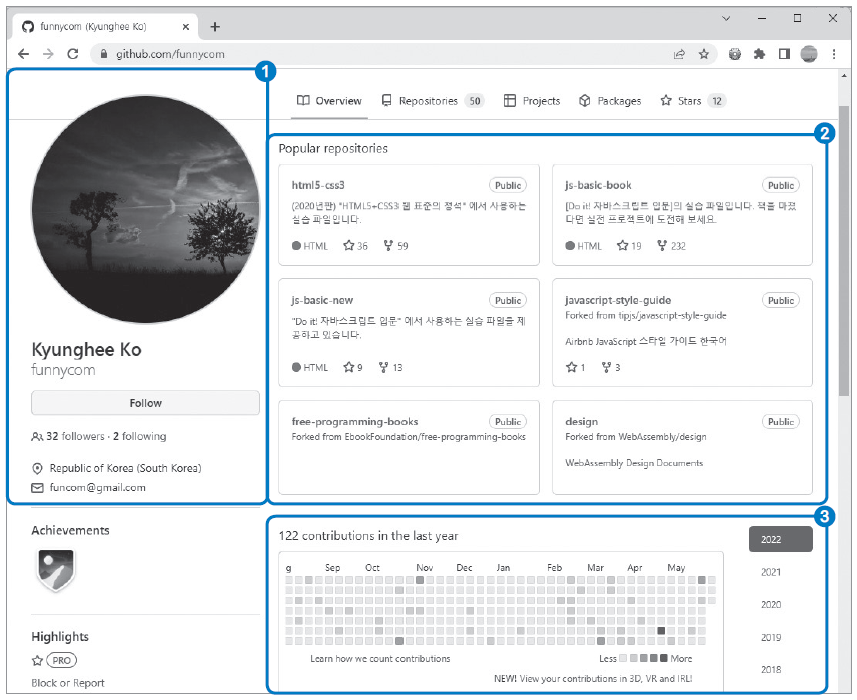 funnycom (Kyunghee Ko)
github.com/funnycom
1
Overview
Repositories 50
Projects
Packages
Stars 12
2
Kyunghee Ko
funnycom
Follow
32 followers · 2 following
Republic of Korea (South Korea)
funcom@gmail.com
Achievements
Highlights
PRO
Block or Report
Popular repositories
html5-css3
Public
(2020년판) "HTML5+CSS3 웹 표준의 정석" 에서 사용하는
실습 파일입니다.
HTML 36 59
js-basic-book
Public
[Do it! 자바스크립트 입문]의 실습 파일입니다. 책을 마쳤
다면 실전 프로젝트에 도전해 보세요.
HTML 19 232
js-basic-new
Public
"Do it! 자바스크립트 입문" 에서 사용하는 실습 파일을 제
공하고 있습니다.
HTML 9 13
javascript-style-guide
Public
Forked from tipjs/javascript-style-guide
Airbnb JavaScript 스타일 가이드 한국어
1 3
free-programming-books
Public
Forked from EbookFoundation/free-programming-books
design
Public
Forked from WebAssembly/design
WebAssembly Design Documents
3
122 contributions in the last year
g Sep Oct Nov Dec Jan Feb Mar Apr May
Learn how we count contributions
Less More
NEW! View your contributions in 3D, VR and IRL!
2022
2021
2020
2019
2018